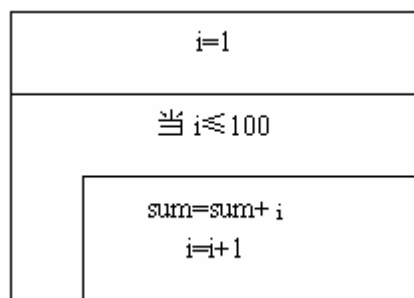 i=1
当 i≤100
sum=sum+ i
i=i+1